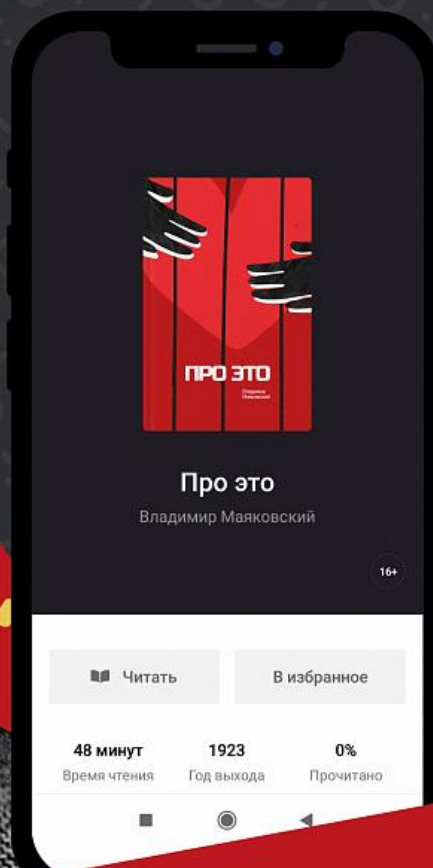 ПРО ЭТО
Владимир
Маяковский
Про это
Владимир Маяковский
16+
Читать
В избранное
48 минут
1923
0%
Время чтения
Год выхода
Прочитано